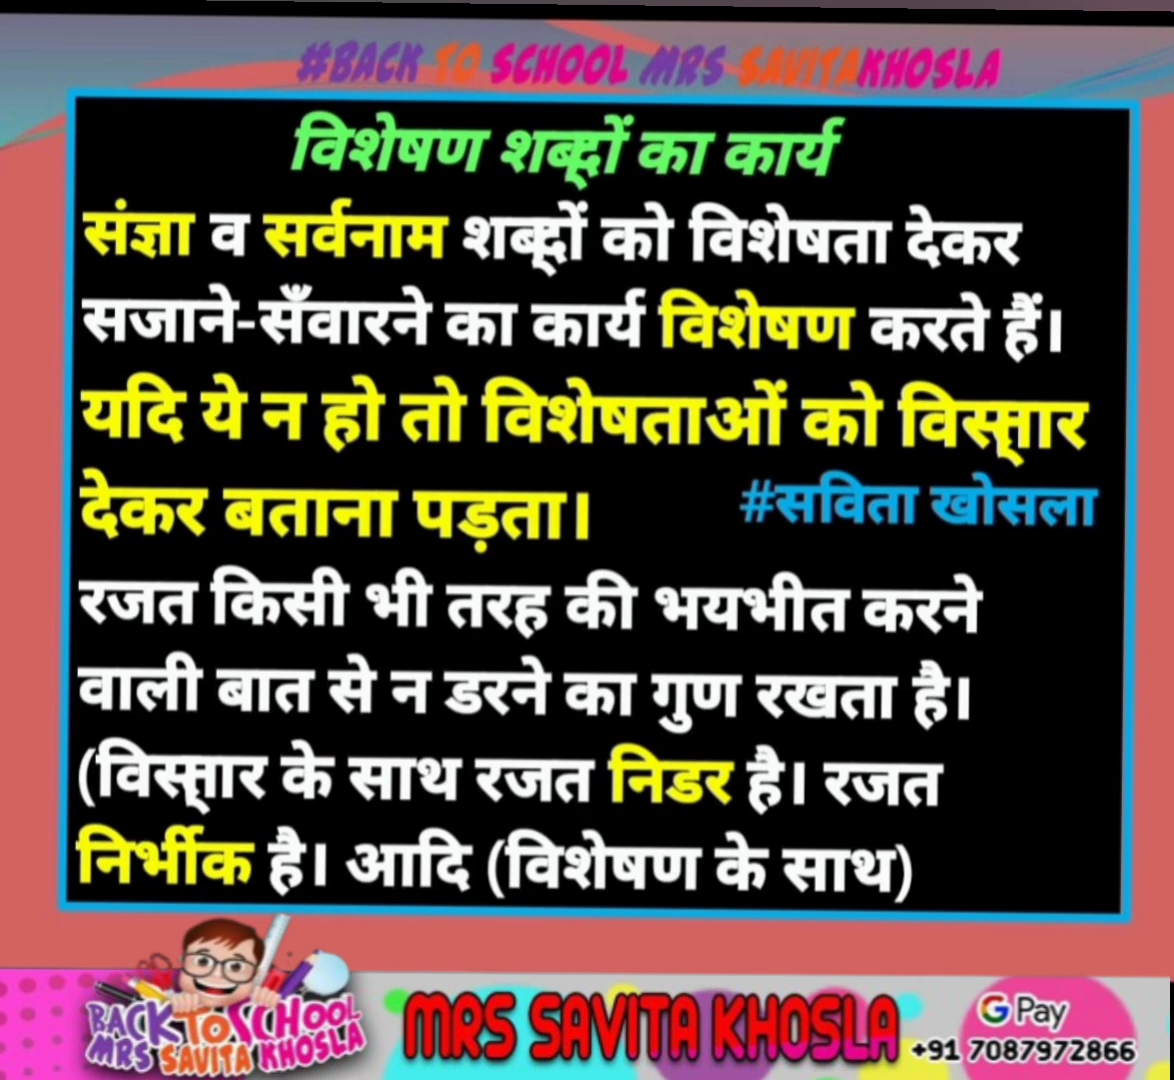 #BACK TO SCHOOL MRS SAVITAKHOSLA
विशेषण शब्दों का कार्य
संज्ञा व सर्वनाम शब्दों को विशेषता देकर
सजाने-सँवारने का कार्य विशेषण करते हैं।
यदि ये न हो तो विशेषताओं को विस्तार
देकर बताना पड़ता।
#सविता खोसला
रजत किसी भी तरह की भयभीत करने
वाली बात से न डरने का गुण रखता है।
(विस्तार के साथ रजत निडर है। रजत
निर्भीक है। आदि (विशेषण के साथ)
BACK TO SCHOOL
MRS SAVITA KHOSLA
MRS SAVITA KHOSLA
G Pay
+91 7087972866